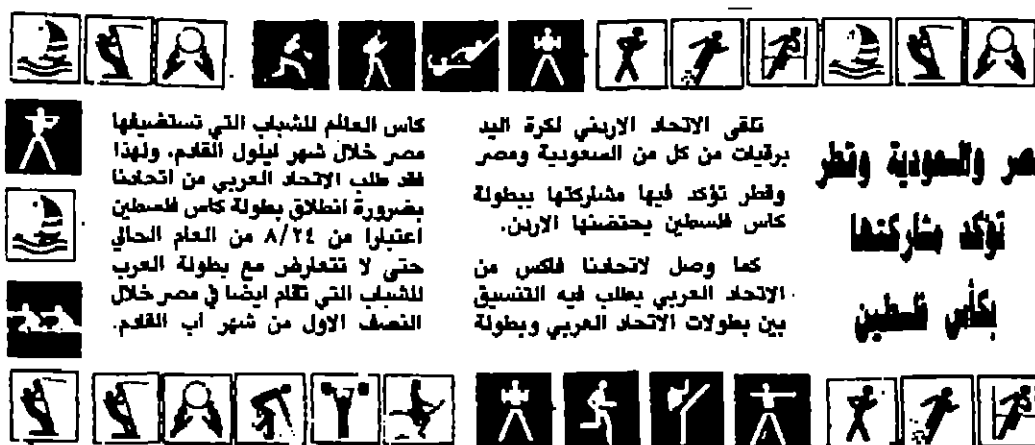 مصر والسعودية وقطر
تؤكد مشاركتها
بكأس فلسطين
تلقى الاتحاد الاردني لكرة اليد
برقيات من كل من السعودية ومصر
وقطر تؤكد فيها مشاركتها ببطولة
كاس فلسطين يحتضنها الاردن.
كما وصل لاتحادنا فاكس من
الاتحاد العربي يطلب فيه التنسيق
بين بطولات الاتحاد العربي وبطولة
كاس العالم للشباب التي تستضيفها
مصر خلال شهر ايلول القادم. ولهذا
فقد طلب الاتحاد العربي من اتحادنا
بضرورة انطلاق بطولة كاس فلسطين
اعتبارا من ٨/٢٤ من العام الحالي
حتى لا تتعارض مع بطولة العرب
للشباب التي تقام ايضا في مصر خلال
النصف الاول من شهر اب القادم.